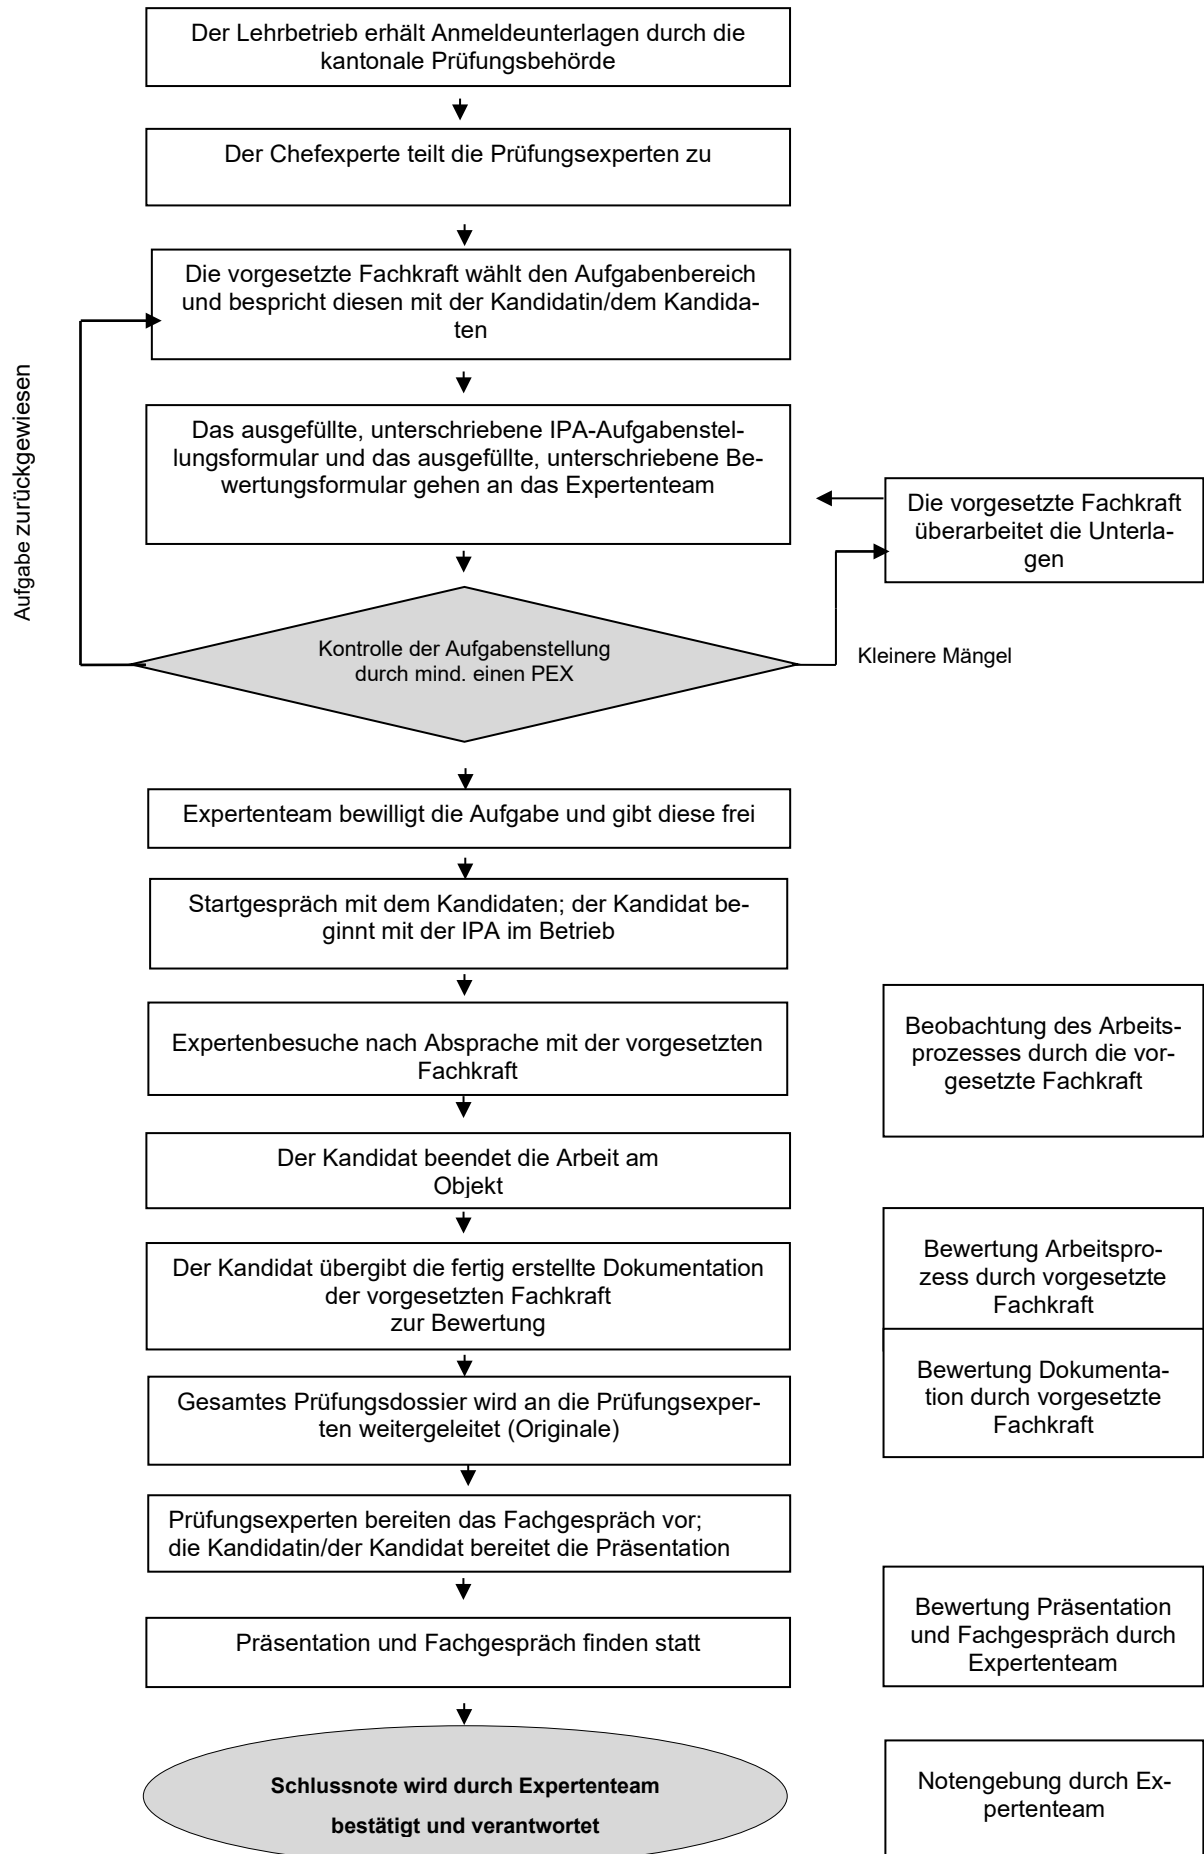 Der Lehrbetrieb erhält Anmeldeunterlagen durch die
kantonale Prüfungsbehörde
Der Chefexperte teilt die Prüfungsexperten zu
Die vorgesetzte Fachkraft wählt den Aufgabenbereich
und bespricht diesen mit der Kandidatin/dem Kandida-
ten
Aufgabe zurückgewiesen
Das ausgefüllte, unterschriebene IPA-Aufgabenstel-
lungsformular und das ausgefüllte, unterschriebene Be-
wertungsformular gehen an das Expertenteam
Die vorgesetzte Fachkraft
überarbeitet die Unterla-
gen
Kontrolle der Aufgabenstellung
durch mind. einen PEX
Kleinere Mängel
Expertenteam bewilligt die Aufgabe und gibt diese frei
Startgespräch mit dem Kandidaten; der Kandidat be-
ginnt mit der IPA im Betrieb
Expertenbesuche nach Absprache mit der vorgesetzten
Fachkraft
Beobachtung des Arbeits-
prozesses durch die vor-
gesetzte Fachkraft
Der Kandidat beendet die Arbeit am
Objekt
Der Kandidat übergibt die fertig erstellte Dokumentation
der vorgesetzten Fachkraft
zur Bewertung
Bewertung Arbeitspro-
zess durch vorgesetzte
Fachkraft
Gesamtes Prüfungsdossier wird an die Prüfungsexper-
ten weitergeleitet (Originale)
Bewertung Dokumenta-
tion durch vorgesetzte
Fachkraft
Prüfungsexperten bereiten das Fachgespräch vor;
die Kandidatin/der Kandidat bereitet die Präsentation
Präsentation und Fachgespräch finden statt
Bewertung Präsentation
und Fachgespräch durch
Expertenteam
Schlussnote wird durch Expertenteam
bestätigt und verantwortet
Notengebung durch Ex-
pertenteam